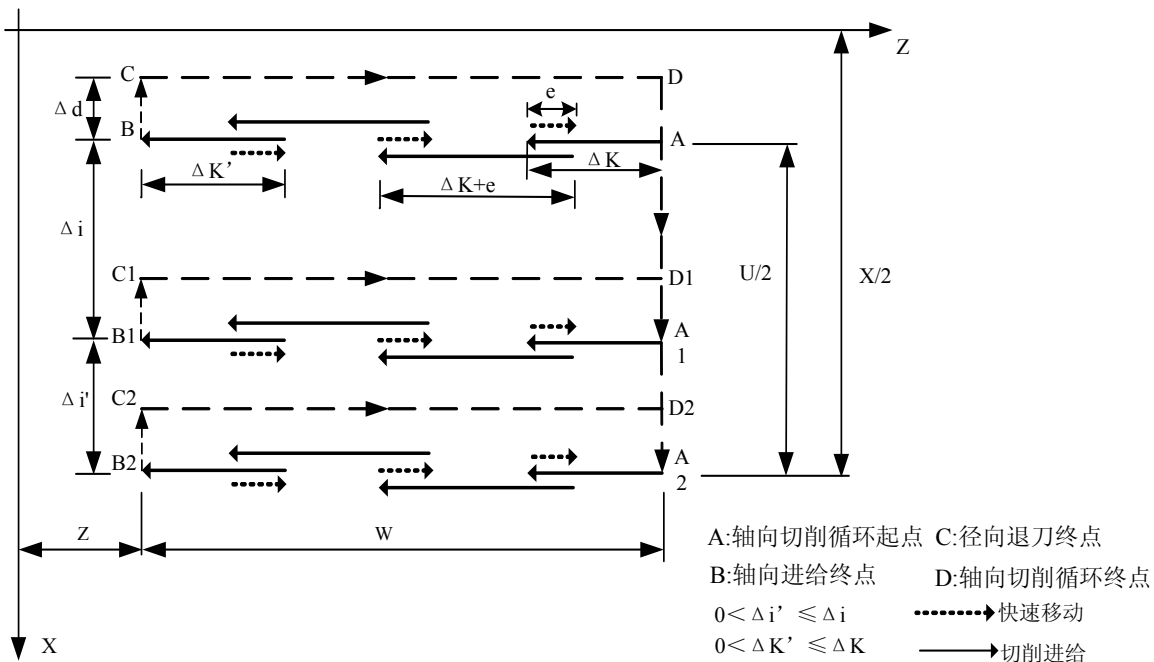 Z
C
D
Δd
e
B
A
ΔK
ΔK’
ΔK+e
Δi
C1
D1
U/2
X/2
B1
A
1
Δi'
C2
D2
B2
A
2
Z
W
A:轴向切削循环起点 C:径向退刀终点
B:轴向进给终点 D:轴向切削循环终点
0<Δi’≤Δi 快速移动
0<ΔK’≤ΔK 切削进给
X